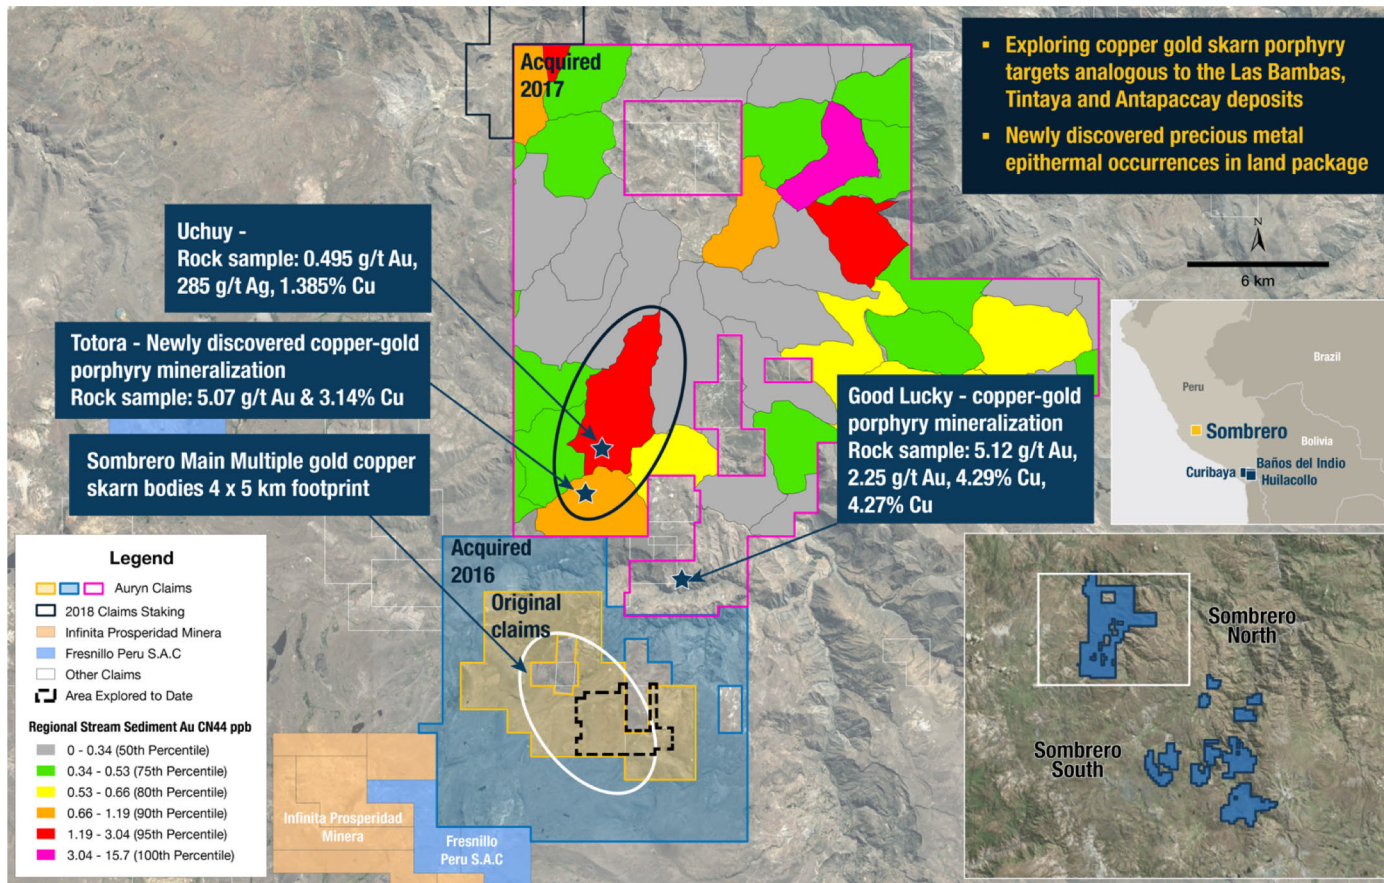 Acquired
2017
▪ Exploring copper gold skarn porphyry
targets analogous to the Las Bambas,
Tintaya and Antapaccay deposits
▪ Newly discovered precious metal
epithermal occurrences in land package
N
6 km
Uchuy -
Rock sample: 0.495 g/t Au,
285 g/t Ag, 1.385% Cu
Totora - Newly discovered copper-gold
porphyry mineralization
Rock sample: 5.07 g/t Au & 3.14% Cu
Sombrero Main Multiple gold copper
skarn bodies 4 x 5 km footprint
Good Lucky - copper-gold
porphyry mineralization
Rock sample: 5.12 g/t Au,
2.25 g/t Au, 4.29% Cu,
4.27% Cu
Brazil
Peru
Sombrero
Bolivia
Curibaya
Baños del Indio
Huilacollo
Acquired
2016
Original
claims
Legend
Auryn Claims
2018 Claims Staking
Infinita Prosperidad Minera
Fresnillo Peru S.A.C
Other Claims
Area Explored to Date
Regional Stream Sediment Au CN44 ppb
0 - 0.34 (50th Percentile)
0.34 - 0.53 (75th Percentile)
0.53 - 0.66 (80th Percentile)
0.66 - 1.19 (90th Percentile)
1.19 - 3.04 (95th Percentile)
3.04 - 15.7 (100th Percentile)
Infinita Prosperidad
Minera
Fresnillo
Peru S.A.C
Sombrero
North
Sombrero
South